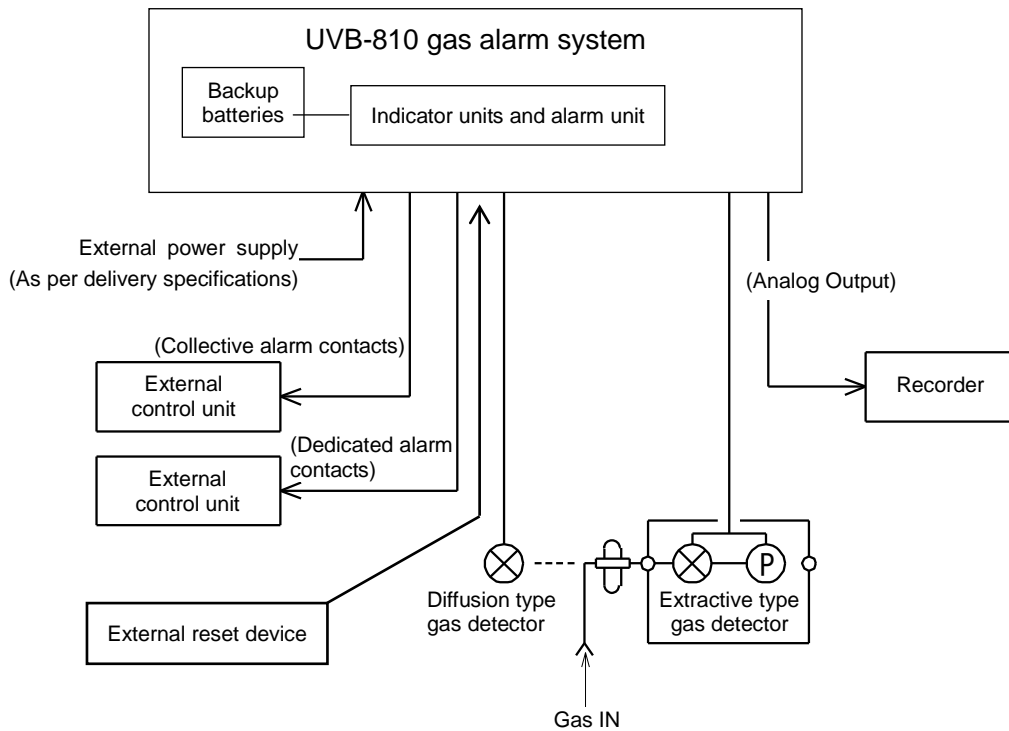 UVB-810 gas alarm system
Backup
batteries
Indicator units and alarm unit
External power supply
(As per delivery specifications)
(Analog Output)
(Collective alarm contacts)
External
control unit
Recorder
(Dedicated alarm
contacts)
External
control unit
P
Diffusion type
gas detector
Extractive type
gas detector
External reset device
Gas IN